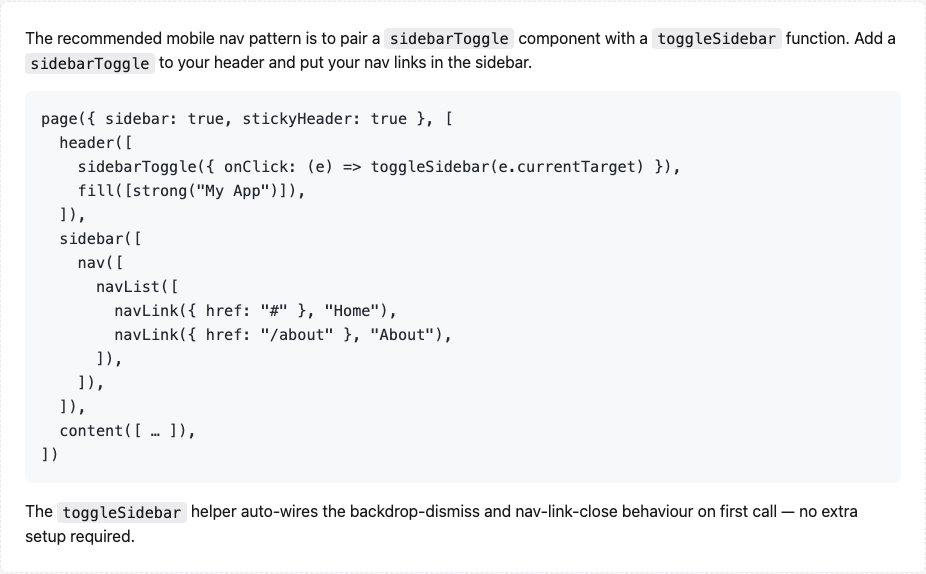 The recommended mobile nav pattern is to pair a sidebarToggle component with a toggleSidebar function. Add a
sidebarToggle to your header and put your nav links in the sidebar.
page({ sidebar: true, stickyHeader: true }, [
  header([
    sidebarToggle({ onClick: (e) => toggleSidebar(e.currentTarget) }),
    fill([strong("My App")]),
  ]),
  sidebar([
    nav([
      navList([
        navLink({ href: "#" }, "Home"),
        navLink({ href: "/about" }, "About"),
      ]),
    ]),
  ]),
  content([ … ]),
])
The toggleSidebar helper auto-wires the backdrop-dismiss and nav-link-close behaviour on first call — no extra
setup required.